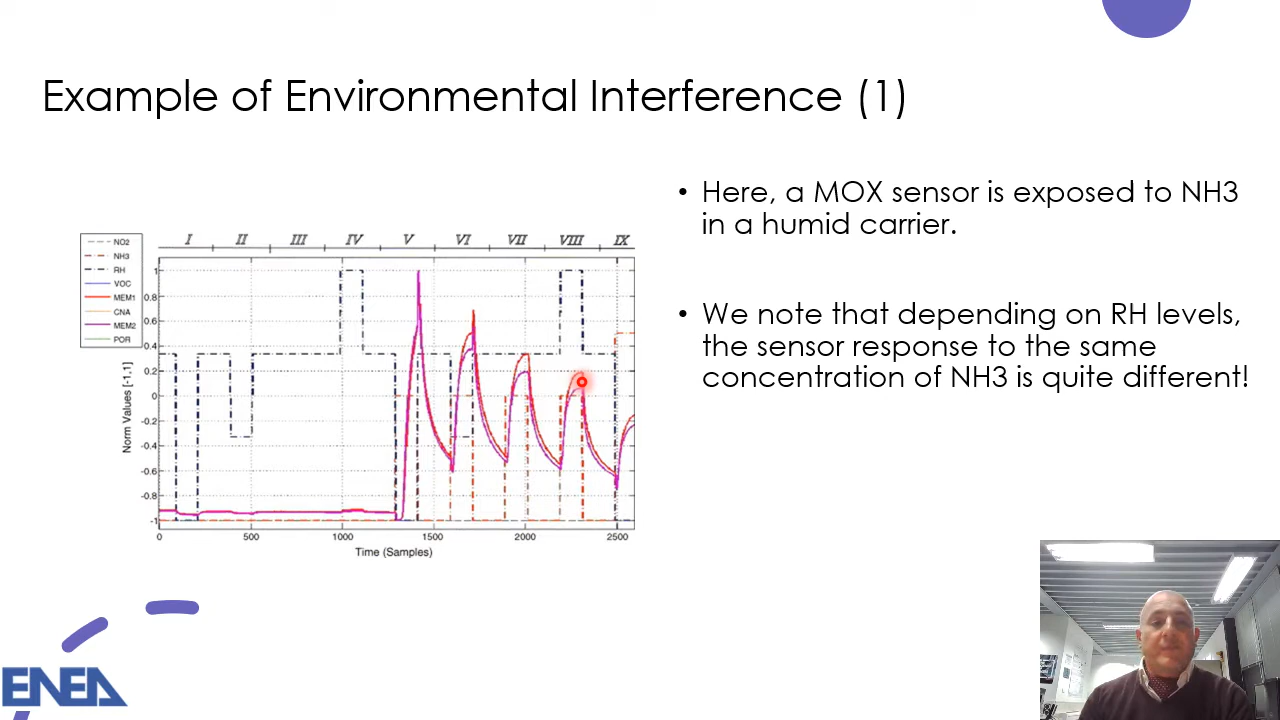 Example of Environmental Interference (1)
I II III IV V VI VII VIII IX
NO2
NH3
RH
VOC
MEM1
CNA
MEM2
POR
1
0.8
0.6
0.4
0.2
0
-0.2
-0.4
-0.6
-0.8
-1
Norm Values [-1,1]
0 500 1000 1500 2000 2500
Time (Samples)
• Here, a MOX sensor is exposed to NH3
in a humid carrier.
• We note that depending on RH levels,
the sensor response to the same
concentration of NH3 is quite different!
ENEA